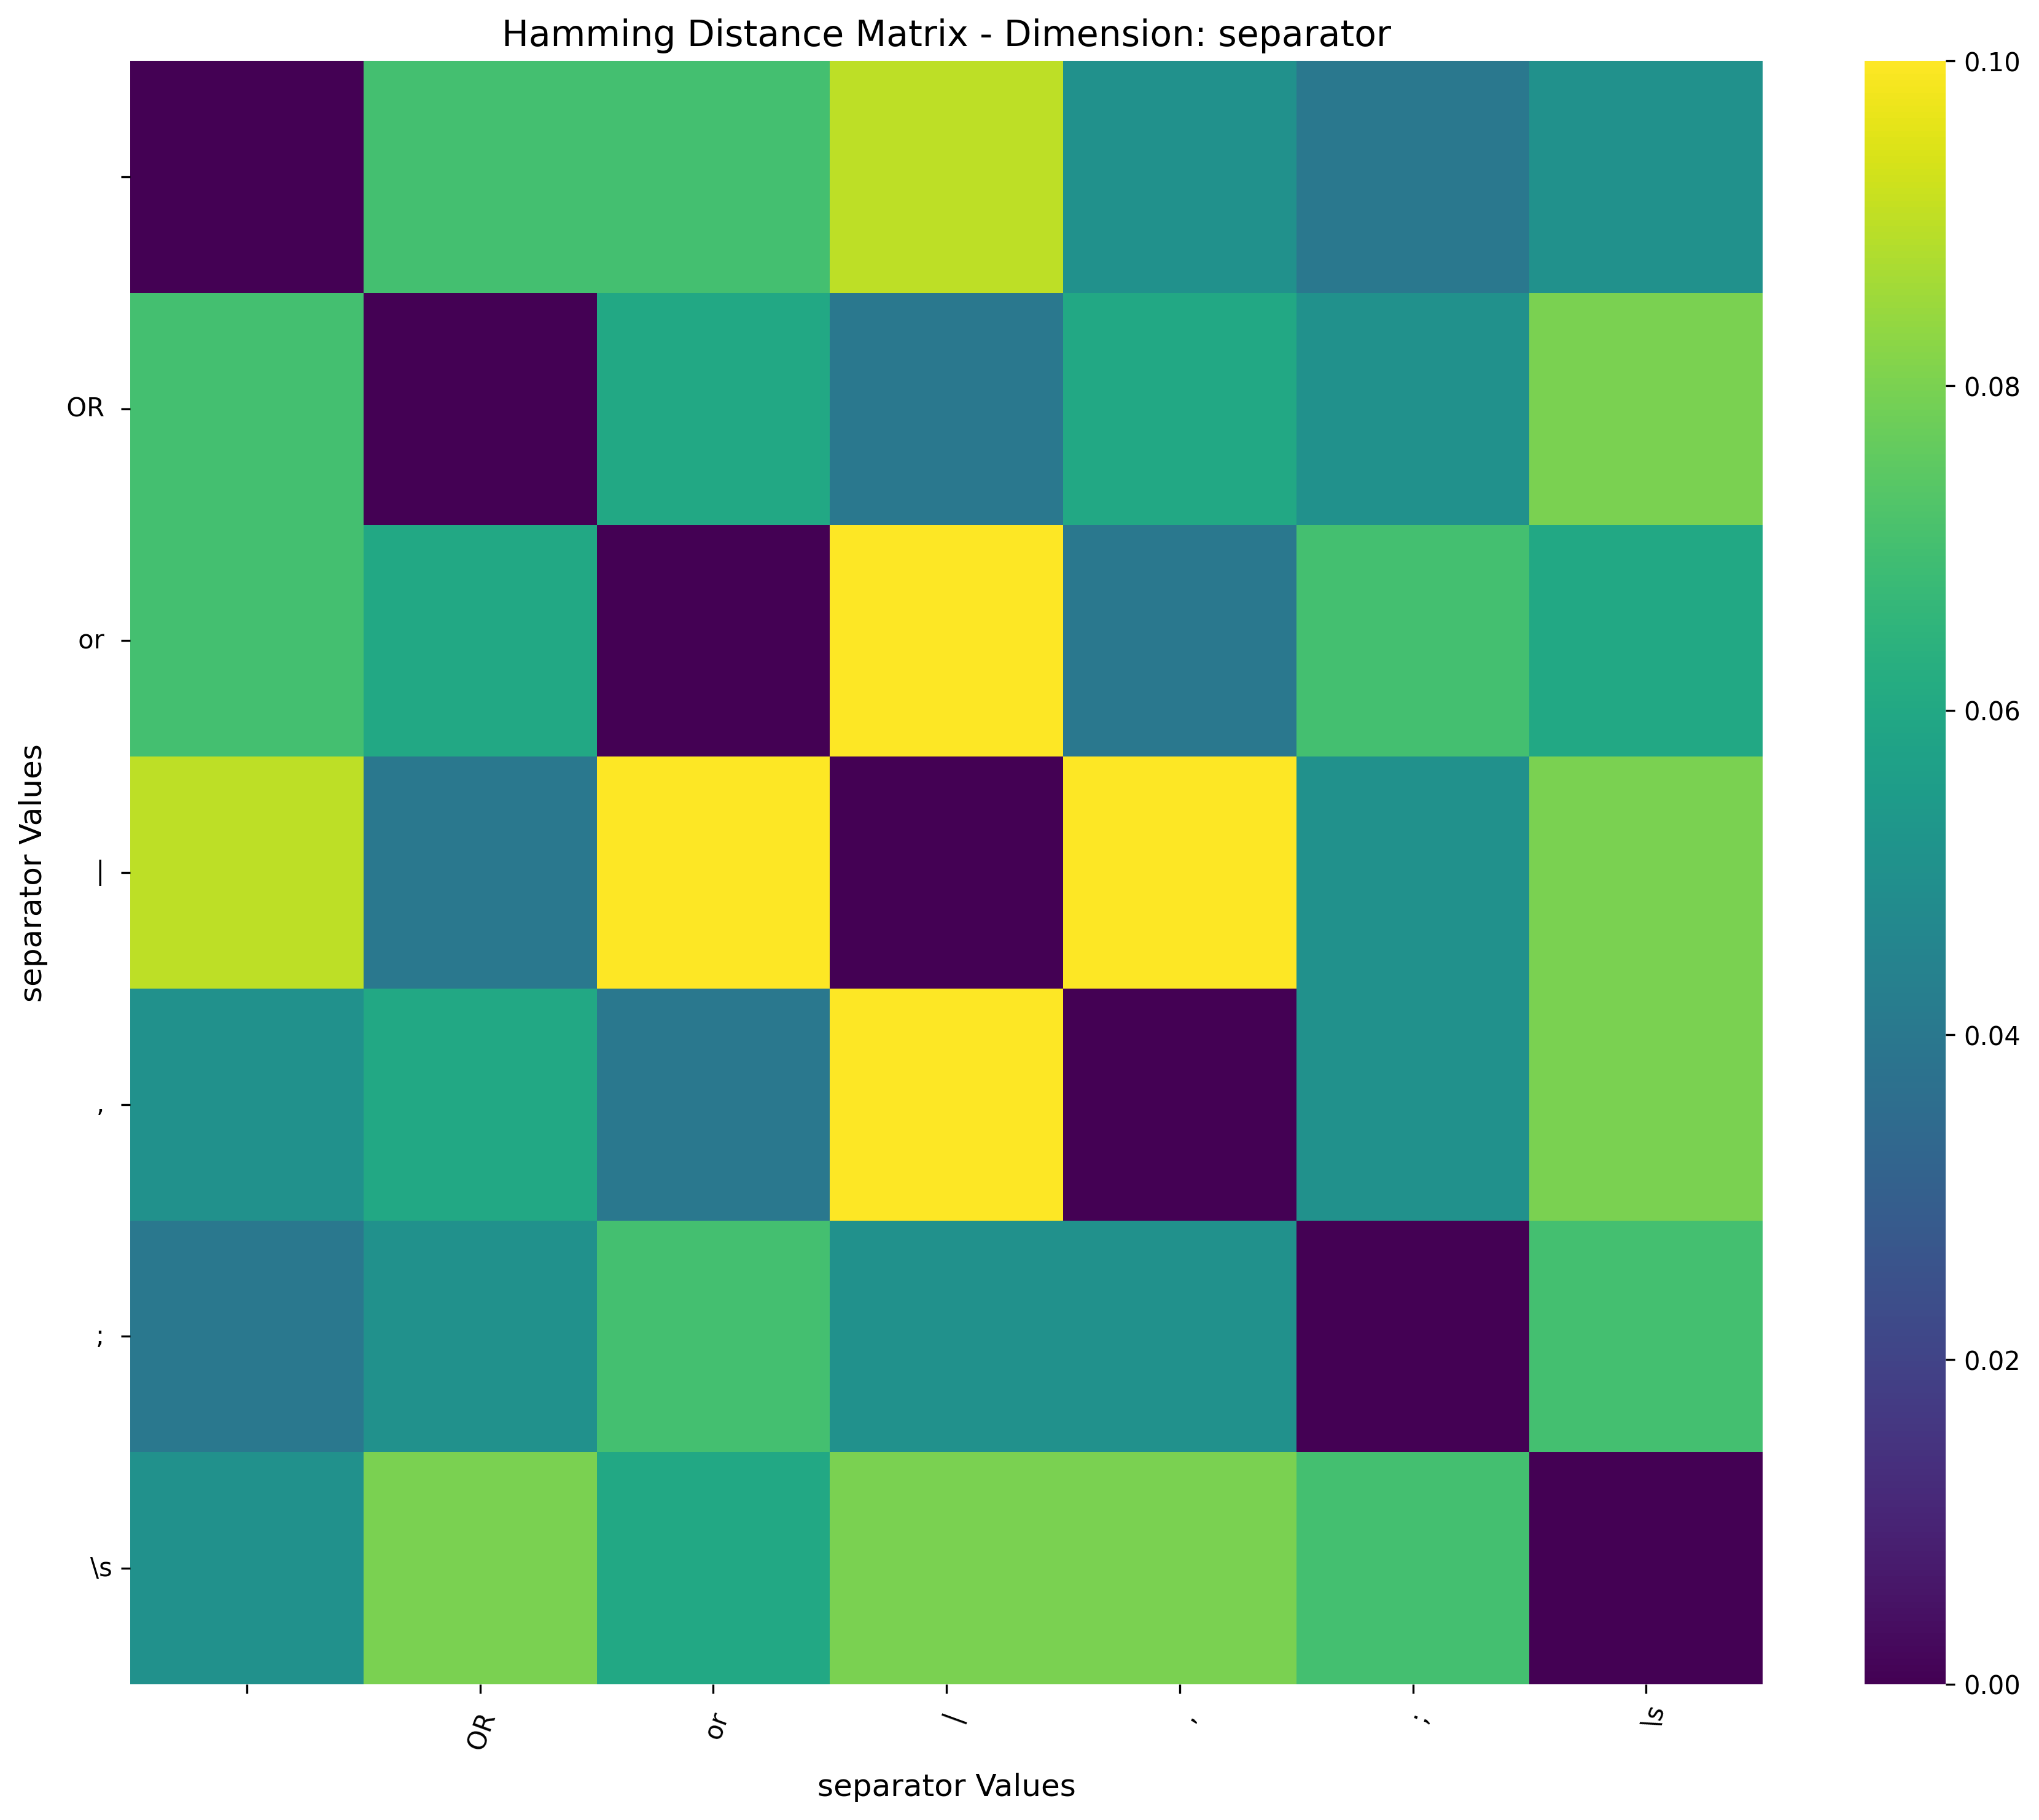 Hamming Distance Matrix - Dimension: separator
separator Values
OR
or
|
,
;
\s
OR
or
|
,
;
\s
separator Values
0.10
0.08
0.06
0.04
0.02
0.00